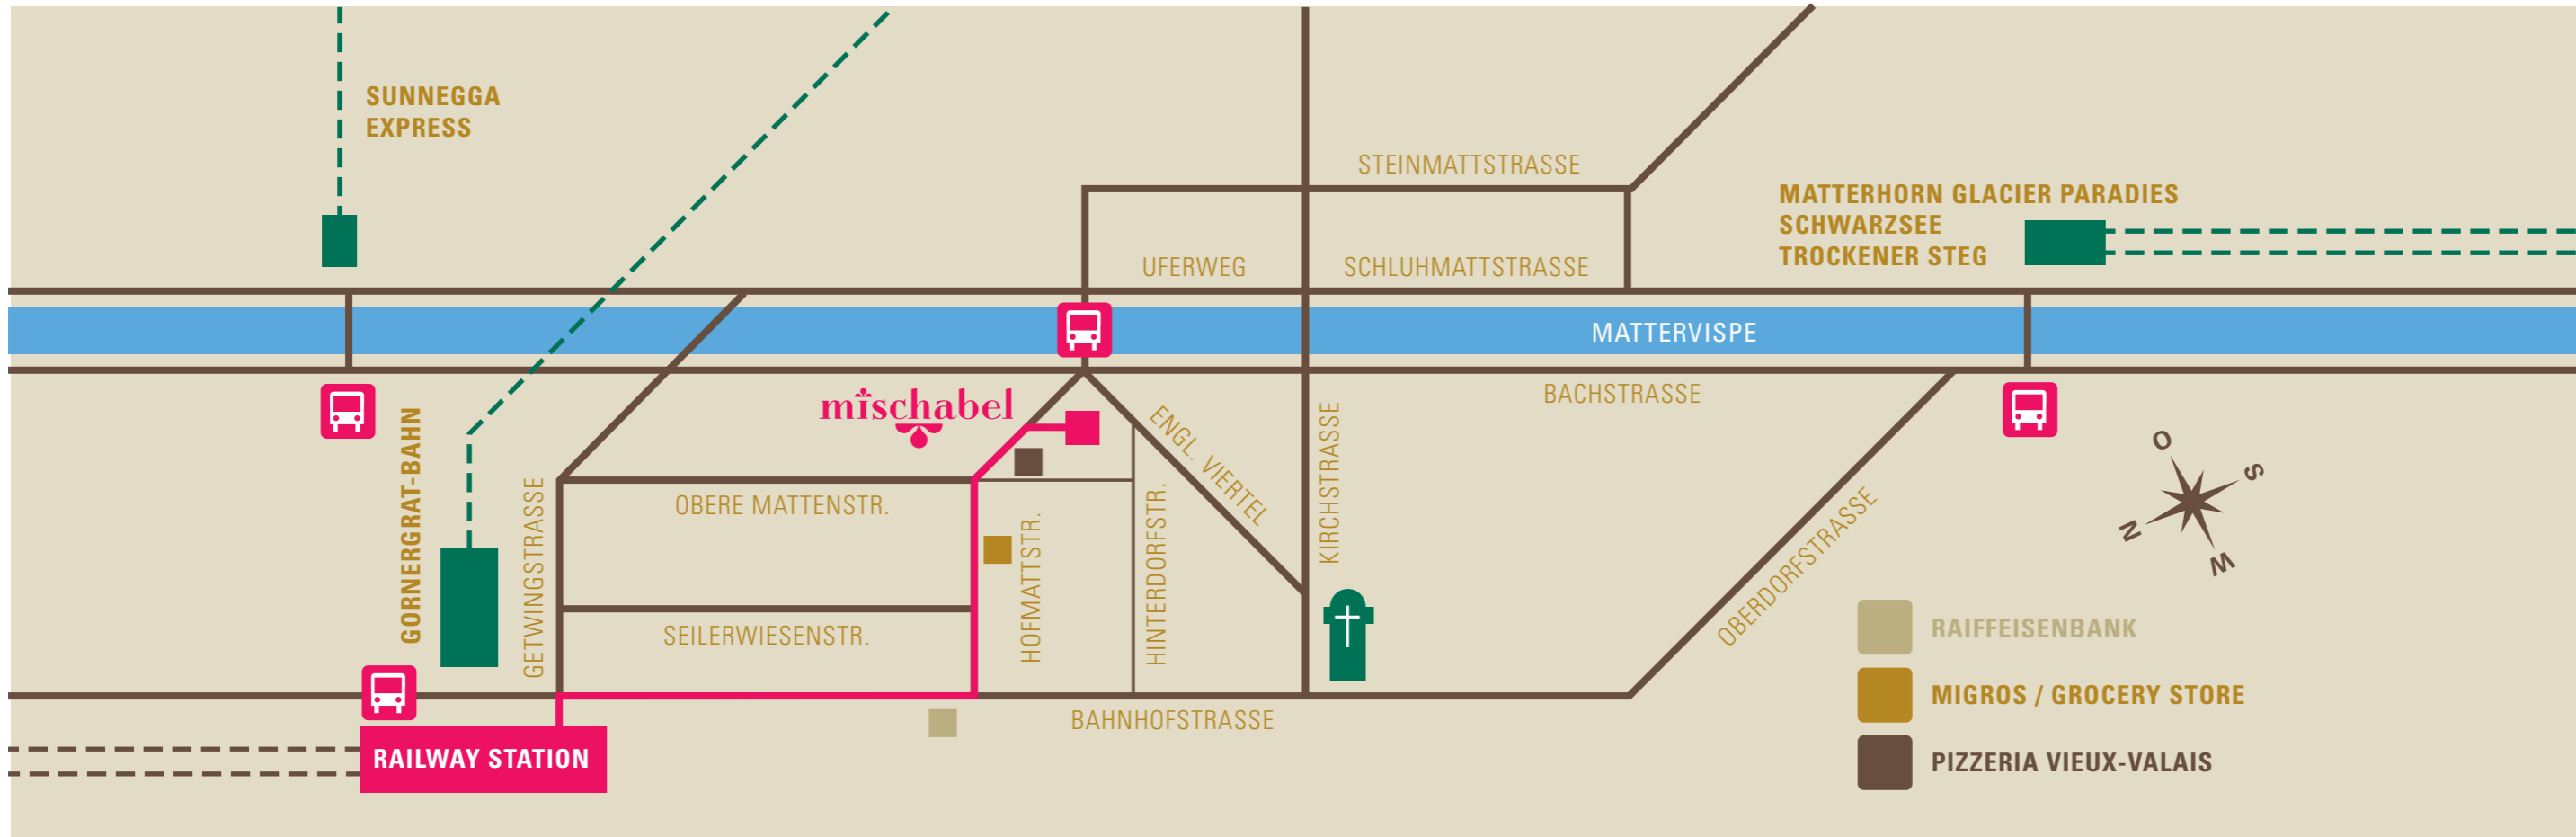 SUNNEGGA
EXPRESS
STEINMATTSTRASSE
MATTERHORN GLACIER PARADIES
SCHWARZSEE
TROCKENER STEG
UFERWEG
SCHLUHMATTSTRASSE
MATTERVISPE
BACHSTRASSE
mischabel
GORNERGRAT-BAHN
GETWINGSTRASSE
OBERE MATTENSTR.
SEILERWIESENSTR.
HOFMATTSTR.
HINTERDORFSTR.
ENGL. VIERTEL
KIRCHSTRASSE
OBERDORFSTRASSE
O
S
N
W
BAHNHOFSTRASSE
RAILWAY STATION
RAIFFEISENBANK
MIGROS / GROCERY STORE
PIZZERIA VIEUX-VALAIS